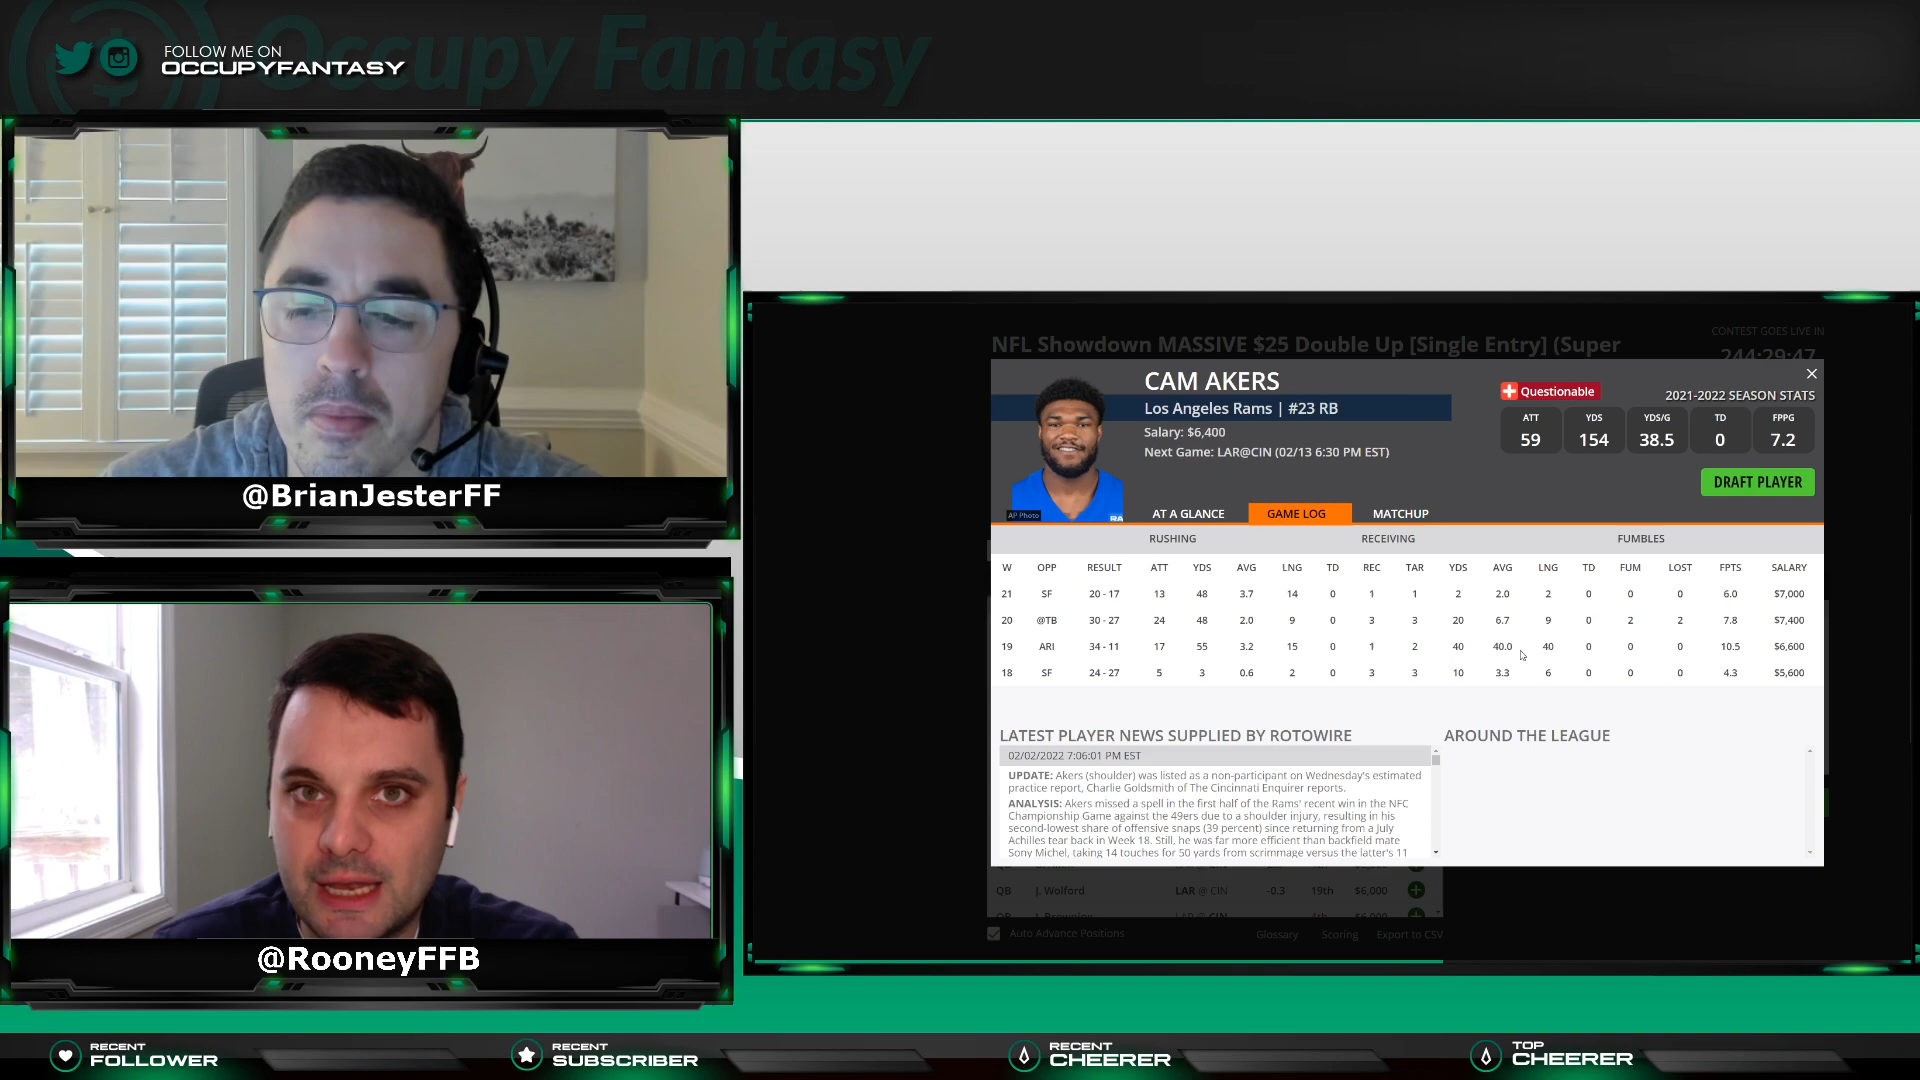 Occupy Fantasy
FOLLOW ME ON
OCCUPYFANTASY
@BrianJesterFF
@RooneyFFB
NFL Showdown MASSIVE $25 Double Up [Single Entry] (Super
CONTEST GOES LIVE IN
244:29:47
CAM AKERS
Los Angeles Rams | #23 RB
Salary: $6,400
Next Game: LAR@CIN (02/13 6:30 PM EST)
Questionable
2021-2022 SEASON STATS
ATT YDS YDS/G TD FPPG
59 154 38.5 0 7.2
DRAFT PLAYER
AP Photo
RA
AT A GLANCE GAME LOG MATCHUP
RUSHING RECEIVING FUMBLES
W OPP RESULT ATT YDS AVG LNG TD REC TAR YDS AVG LNG TD FUM LOST FPTS SALARY
21 SF 20 - 17 13 48 3.7 14 0 1 1 2 2.0 2 0 0 0 6.0 $7,000
20 @TB 30 - 27 24 48 2.0 9 0 3 3 20 6.7 9 0 2 2 7.8 $7,400
19 ARI 34 - 11 17 55 3.2 15 0 1 2 40 40.0 40 0 0 0 10.5 $6,600
18 SF 24 - 27 5 3 0.6 2 0 3 3 10 3.3 6 0 0 0 4.3 $5,600
LATEST PLAYER NEWS SUPPLIED BY ROTOWIRE
02/02/2022 7:06:01 PM EST
UPDATE: Akers (shoulder) was listed as a non-participant on Wednesday's estimated
practice report, Charlie Goldsmith of The Cincinnati Enquirer reports.
ANALYSIS: Akers missed a spell in the first half of the Rams' recent win in the NFC
Championship Game against the 49ers due to a shoulder injury, resulting in his
second-lowest share of offensive snaps (39 percent) since returning from a July
Achilles tear back in Week 18. Still, he was far more efficient than backfield mate
Sony Michel, taking 14 touches for 50 yards from scrimmage versus the latter's 11
AROUND THE LEAGUE
QB J. Wolford LAR @ CIN -0.3 19th $6,000
Auto Advance Positions
Glossary Scoring Export to CSV
RECENT
FOLLOWER
RECENT
SUBSCRIBER
RECENT
CHEERER
TOP
CHEERER